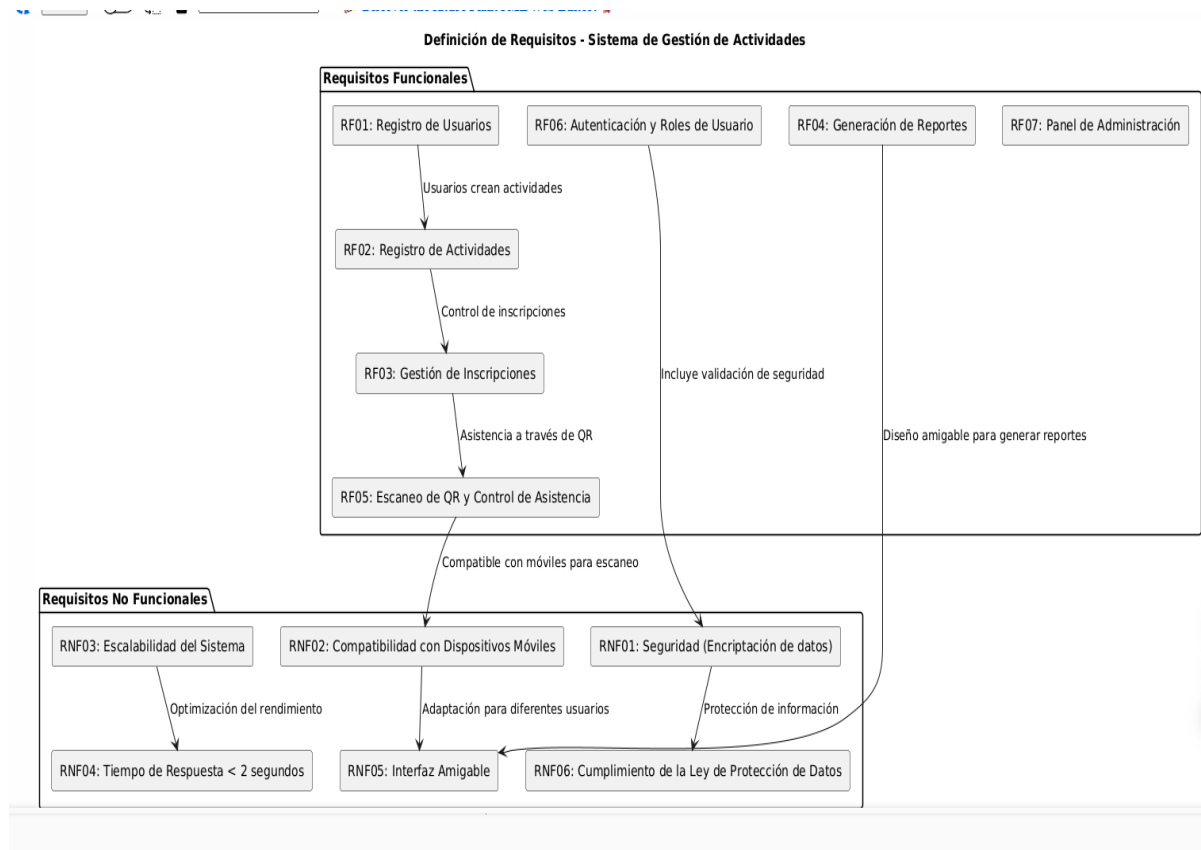 Definición de Requisitos - Sistema de Gestión de Actividades
Requisitos Funcionales
RF01: Registro de Usuarios
RF06: Autenticación y Roles de Usuario
RF04: Generación de Reportes
RF07: Panel de Administración
Usuarios crean actividades
RF02: Registro de Actividades
Control de inscripciones
RF03: Gestión de Inscripciones
Incluye validación de seguridad
Asistencia a través de QR
Diseño amigable para generar reportes
RF05: Escaneo de QR y Control de Asistencia
Compatible con móviles para escaneo
Requisitos No Funcionales
RNF03: Escalabilidad del Sistema
RNF02: Compatibilidad con Dispositivos Móviles
RNF01: Seguridad (Encriptación de datos)
Optimización del rendimiento
Adaptación para diferentes usuarios
Protección de información
RNF04: Tiempo de Respuesta < 2 segundos
RNF05: Interfaz Amigable
RNF06: Cumplimiento de la Ley de Protección de Datos